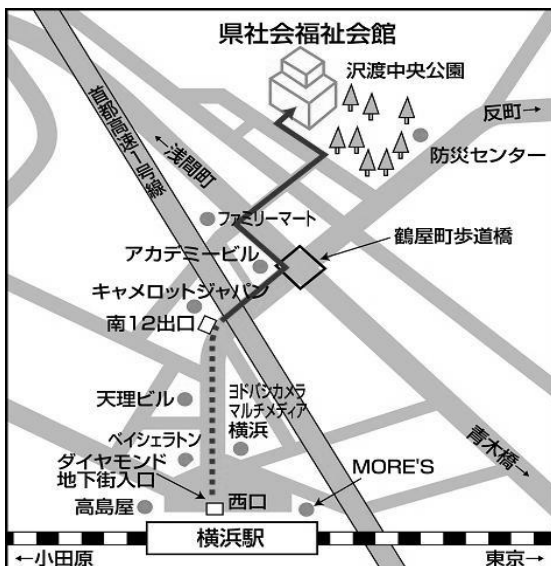 県社会福祉会館
沢渡中央公園
反町→
防災センター
首都高速1号線
←浅間町
ファミリーマート
鶴屋町歩道橋
アカデミービル
キャメロットジャパン
南12出口
天理ビル
ヨドバシカメラ
マルチメディア
横浜
ベイシェラトン
ダイヤモンド
地下街入口
MORE'S
青木橋→
高島屋
西口
横浜駅
←小田原
東京→